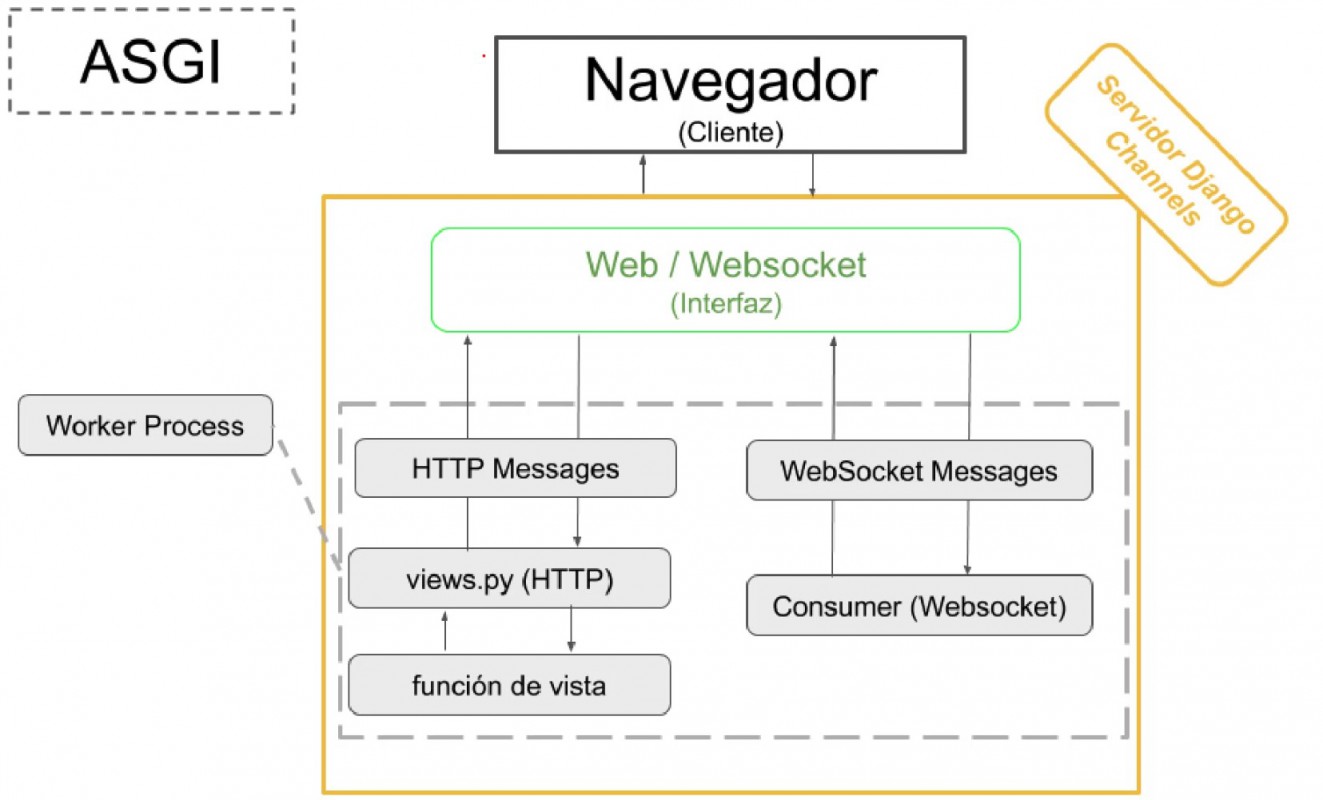 ASGI
Navegador
(Cliente)
Servidor Django
Channels
Web / Websocket
(Interfaz)
Worker Process
HTTP Messages
WebSocket Messages
views.py (HTTP)
Consumer (Websocket)
función de vista